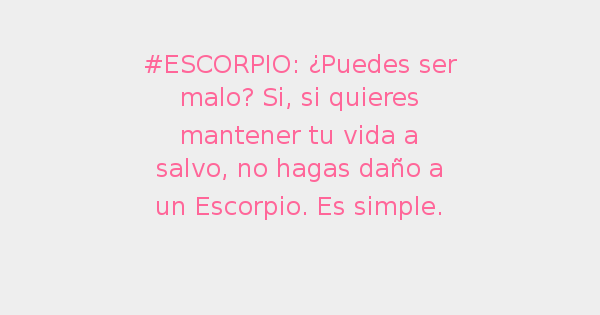 #ESCORPIO: ¿Puedes ser
malo? Si, si quieres
mantener tu vida a
salvo, no hagas daño a
un Escorpio. Es simple.